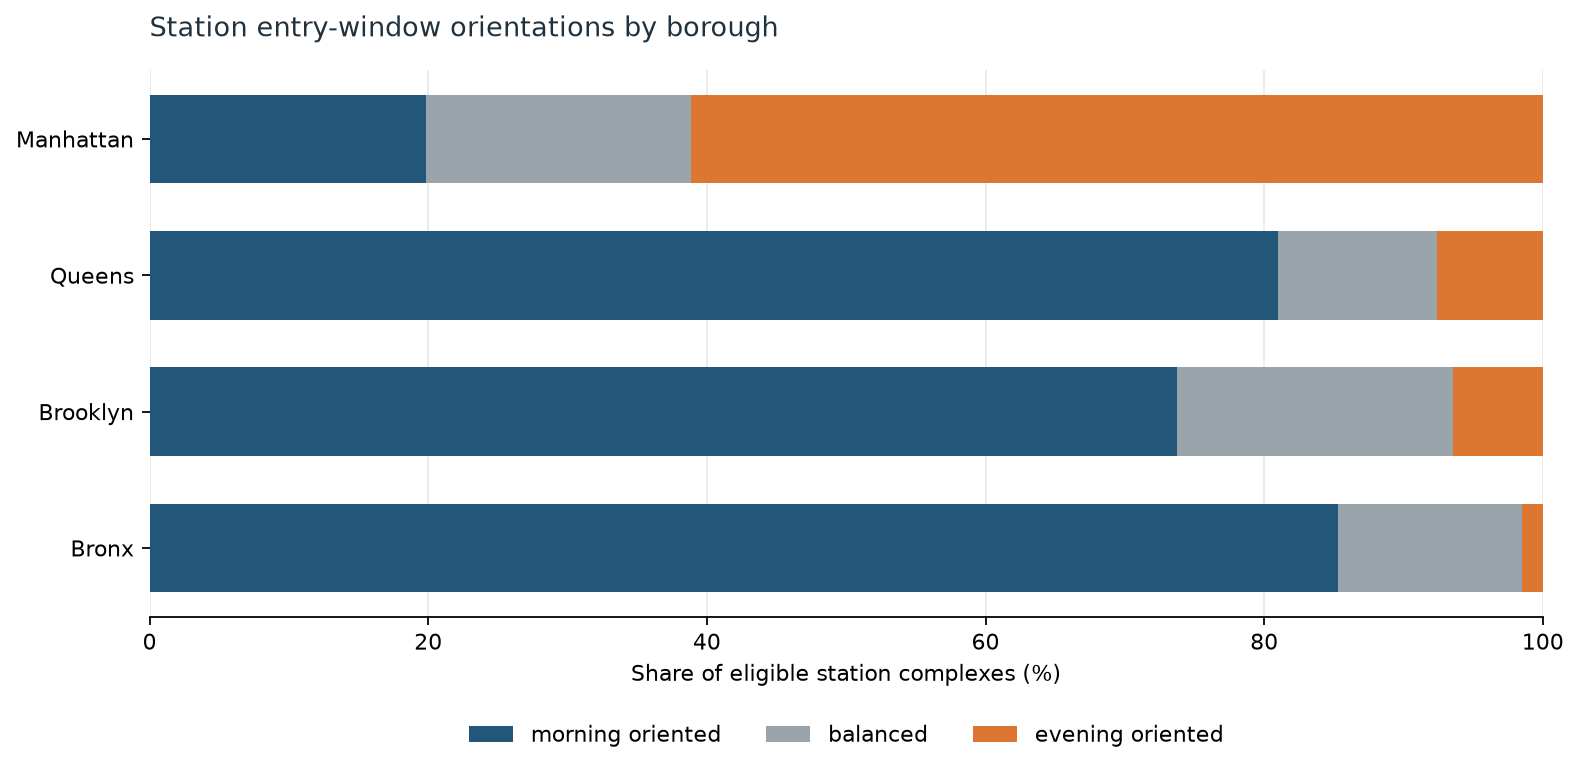 Station entry-window orientations by borough
Manhattan
Queens
Brooklyn
Bronx
0 20 40 60 80 100
Share of eligible station complexes (%)
morning oriented balanced evening oriented